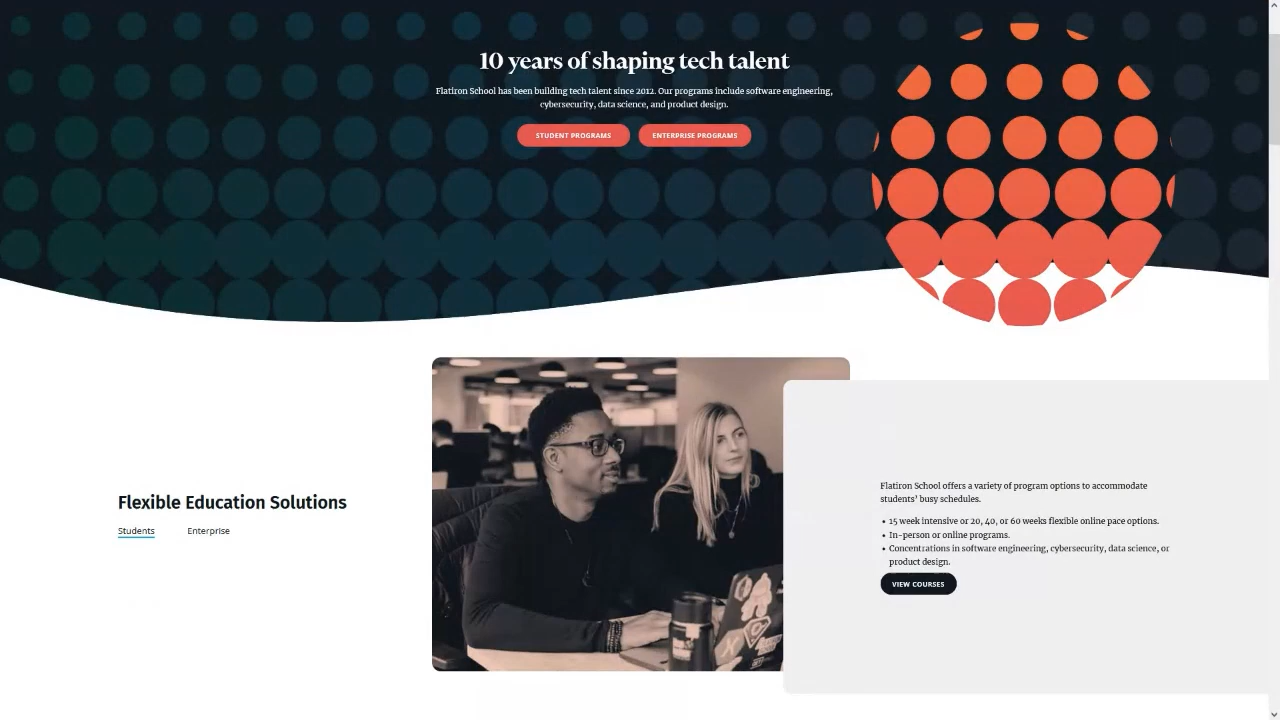 10 years of shaping tech talent
Flatiron School has been building tech talent since 2012. Our programs include software engineering,
cybersecurity, data science, and product design.
STUDENT PROGRAMS
ENTERPRISE PROGRAMS
Flexible Education Solutions
Students
Enterprise
Flatiron School offers a variety of program options to accommodate
students’ busy schedules.
• 15 week intensive or 20, 40, or 60 weeks flexible online pace options.
• In-person or online programs.
• Concentrations in software engineering, cybersecurity, data science, or
product design.
VIEW COURSES